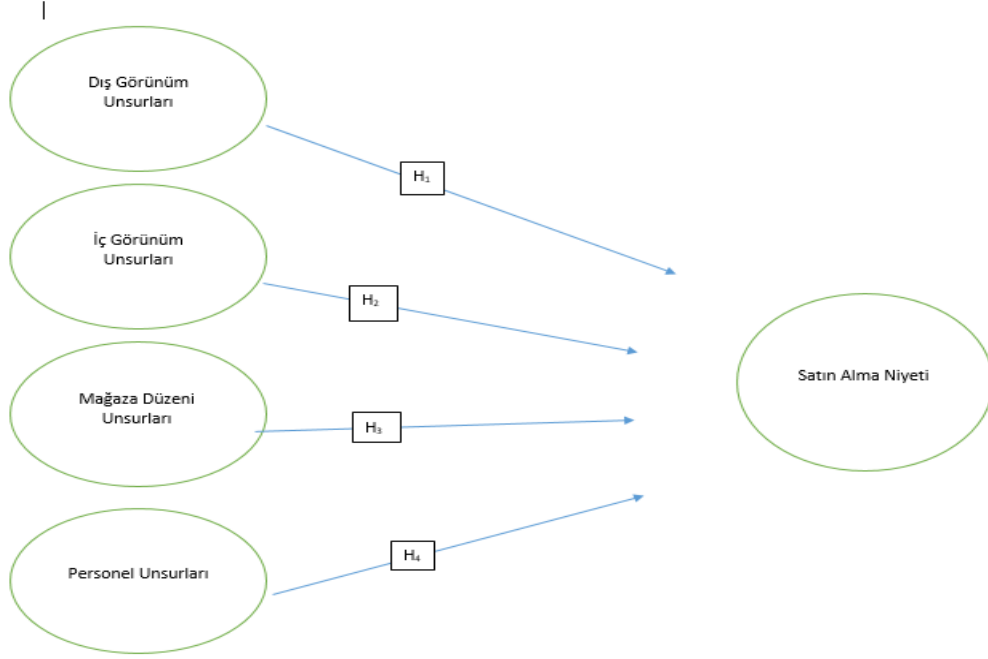 Dış Görünüm
Unsurları
H₁
İç Görünüm
Unsurları
H₂
Satın Alma Niyeti
Mağaza Düzeni
Unsurları
H₃
Personel Unsurları
H₄